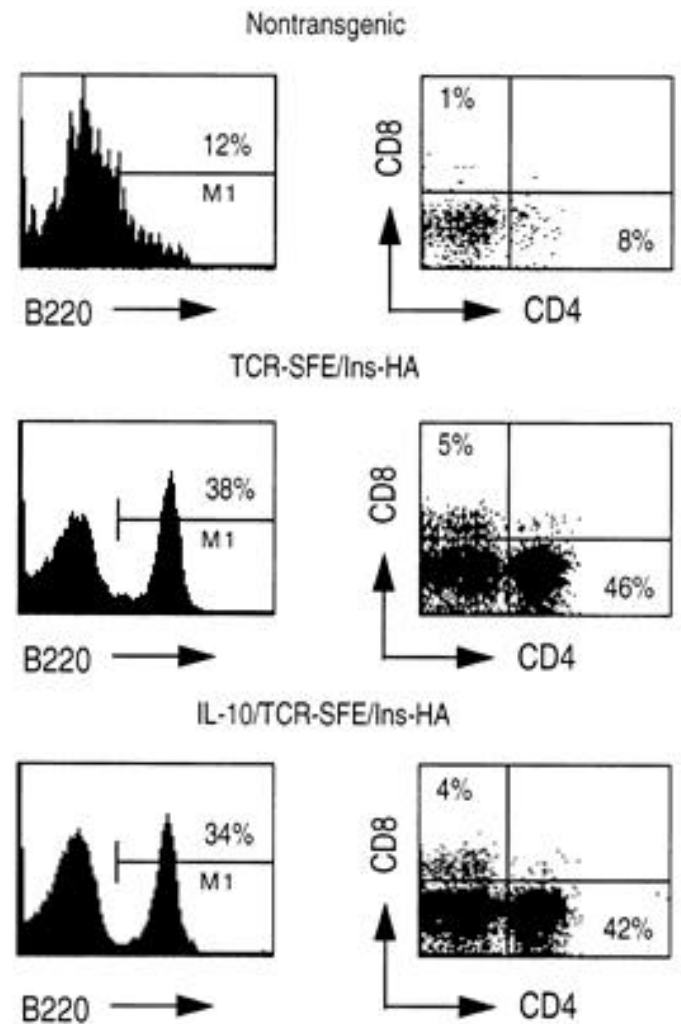 Nontransgenic
12%
M1
B220
1%
CD8
8%
CD4
TCR-SFE/Ins-HA
38%
M1
B220
5%
CD8
46%
CD4
IL-10/TCR-SFE/Ins-HA
34%
M1
B220
4%
CD8
42%
CD4